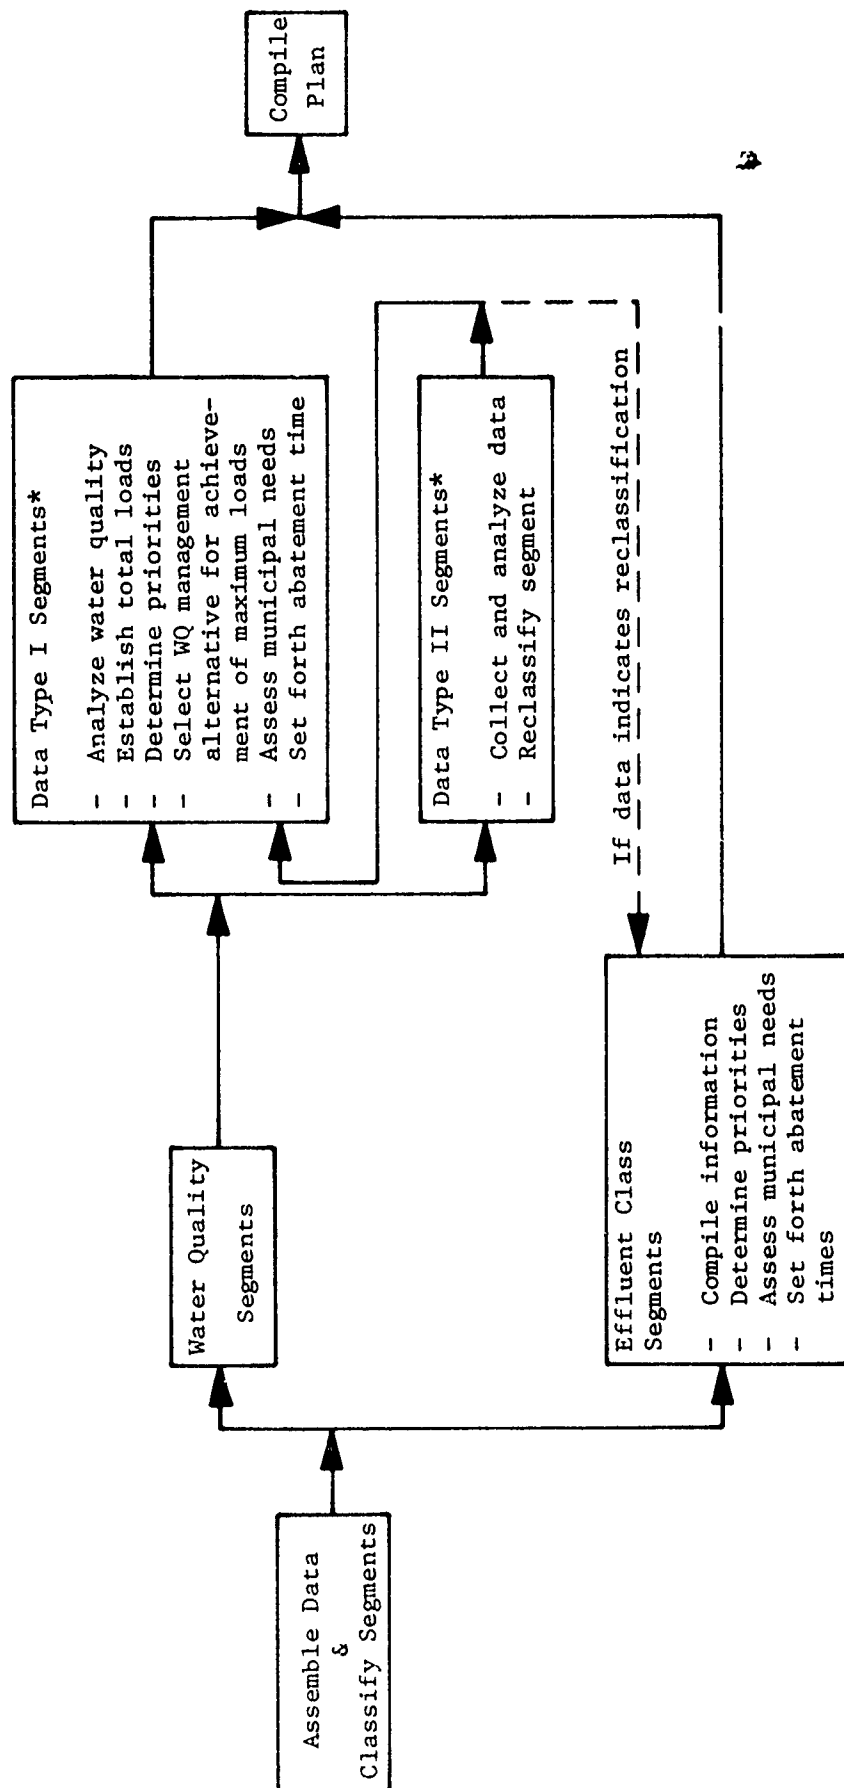 Assemble Data
&
Classify Segments
Water Quality
Segments
Effluent Class
Segments
- Compile information
- Determine priorities
- Assess municipal needs
- Set forth abatement
times
Data Type I Segments*
- Analyze water quality
- Establish total loads
- Determine priorities
- Select WQ management
alternative for achieve-
ment of maximum loads
- Assess municipal needs
- Set forth abatement time
Data Type II Segments*
- Collect and analyze data
- Reclassify segment
If data indicates reclassification
Compile
Plan